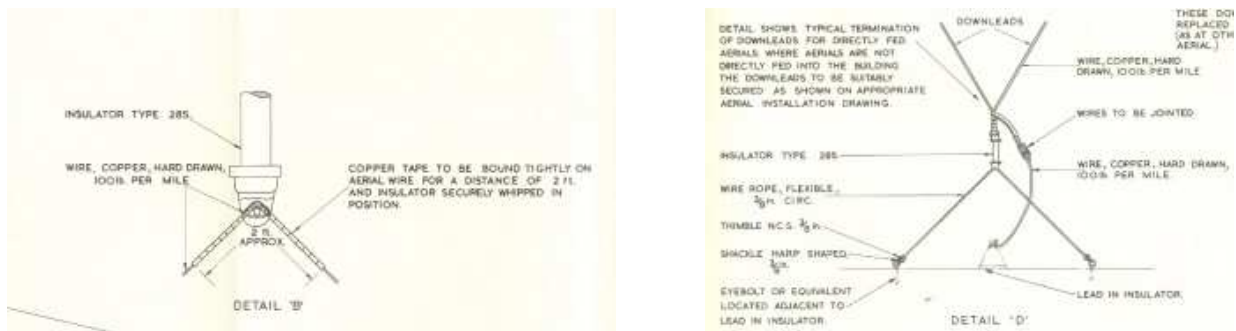 INSULATOR TYPE 285.
WIRE, COPPER, HARD DRAWN,
100lb. PER MILE
COPPER TAPE TO BE BOUND TIGHTLY ON
AERIAL WIRE FOR A DISTANCE OF 2 ft.
AND INSULATOR SECURELY WHIPPED IN
POSITION.
2 ft.
APPROX.
DETAIL 'B'
DETAIL SHOWS TYPICAL TERMINATION
OF DOWNLEADS FOR DIRECTLY FED
AERIALS. WHERE AERIALS ARE NOT
DIRECTLY FED INTO THE BUILDING
THE DOWNLEADS TO BE SUITABLY
SECURED AS SHOWN ON APPROPRIATE
AERIAL INSTALLATION DRAWING.
DOWNLEADS
THESE
REPLACED
(AS AT
AERIAL.)
WIRE, COPPER, HARD
DRAWN, 100lb. PER MILE.
WIRES TO BE JOINTED.
INSULATOR TYPE 285
WIRE, COPPER, HARD DRAWN,
100lb. PER MILE.
WIRE ROPE, FLEXIBLE,
CIRC.
THIMBLE N.C.S.
SHACKLE HARP SHAPED
EYEBOLT OR EQUIVALENT
LOCATED ADJACENT TO
LEAD IN INSULATOR.
LEAD IN INSULATOR.
DETAIL 'D'